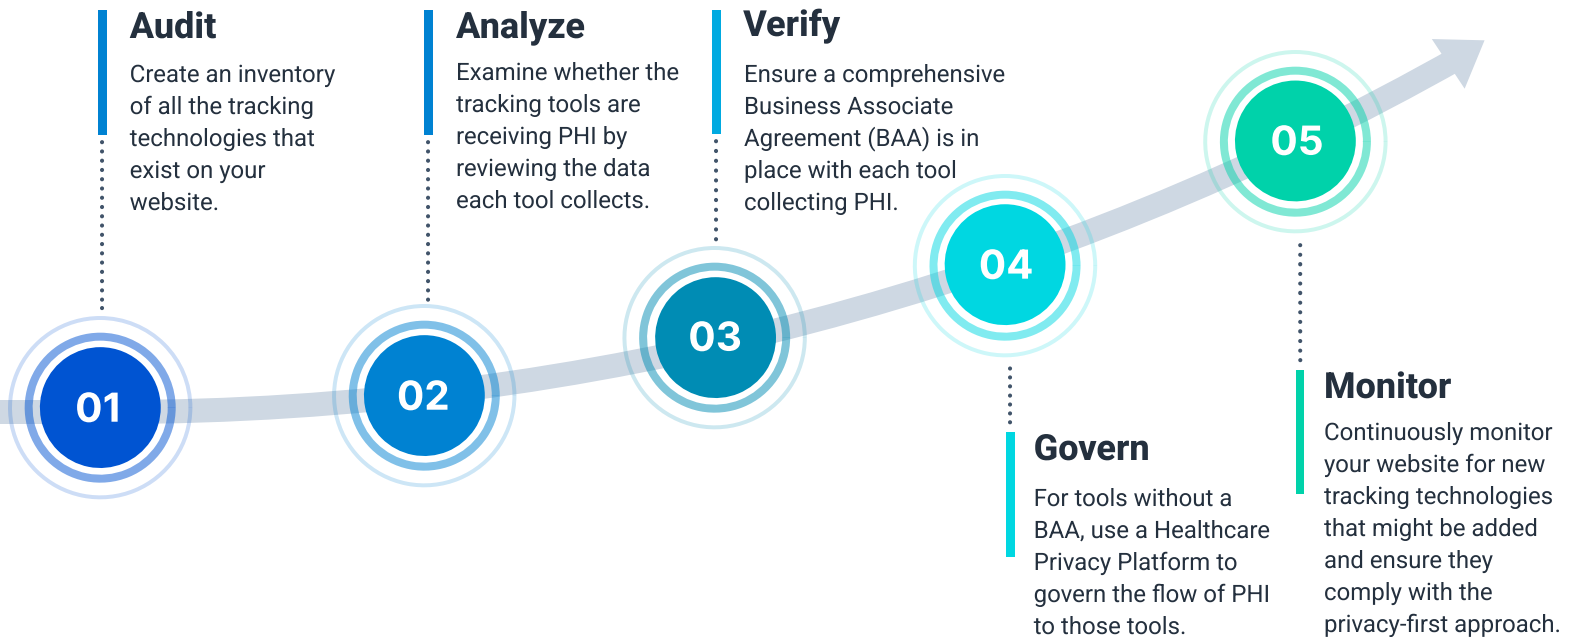 Audit
Create an inventory
of all the tracking
technologies that
exist on your
website.
01
Analyze
Examine whether the
tracking tools are
receiving PHI by
reviewing the data
each tool collects.
02
Verify
Ensure a comprehensive
Business Associate
Agreement (BAA) is in
place with each tool
collecting PHI.
03
04
Govern
For tools without a
BAA, use a Healthcare
Privacy Platform to
govern the flow of PHI
to those tools.
05
Monitor
Continuously monitor
your website for new
tracking technologies
that might be added
and ensure they
comply with the
privacy-first approach.